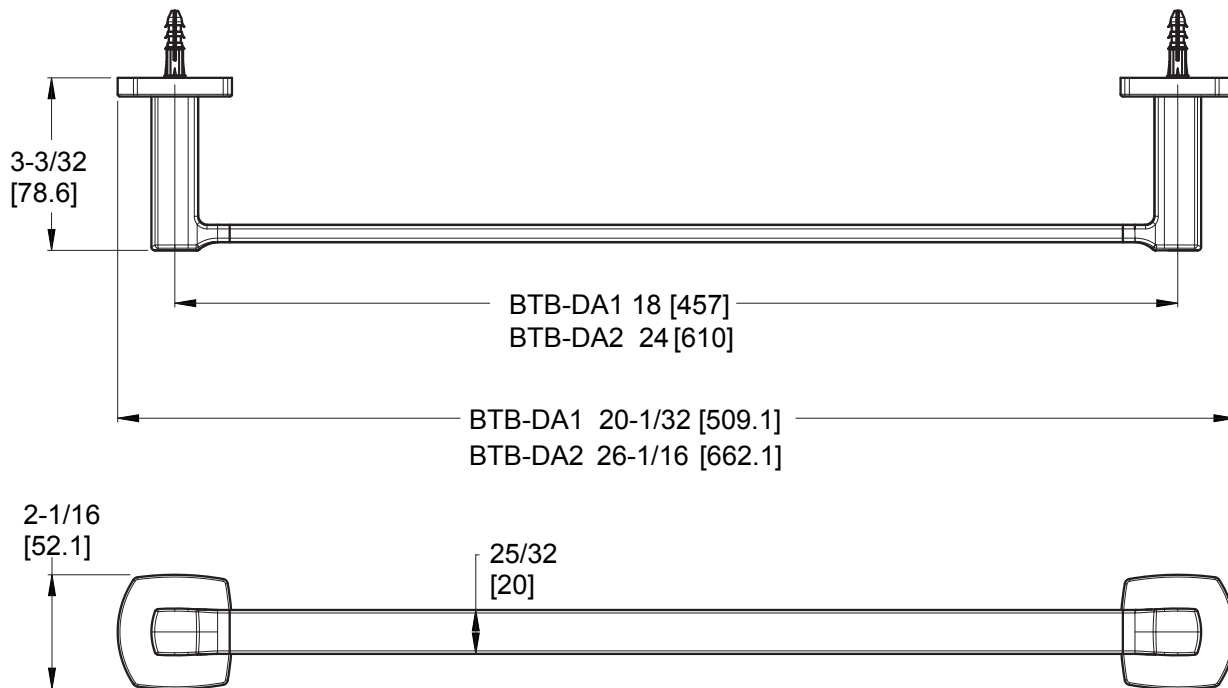 3-3/32
[78.6]
BTB-DA1 18 [457]
BTB-DA2 24 [610]
BTB-DA1 20-1/32 [509.1]
BTB-DA2 26-1/16 [662.1]
2-1/16
[52.1]
25/32
[20]